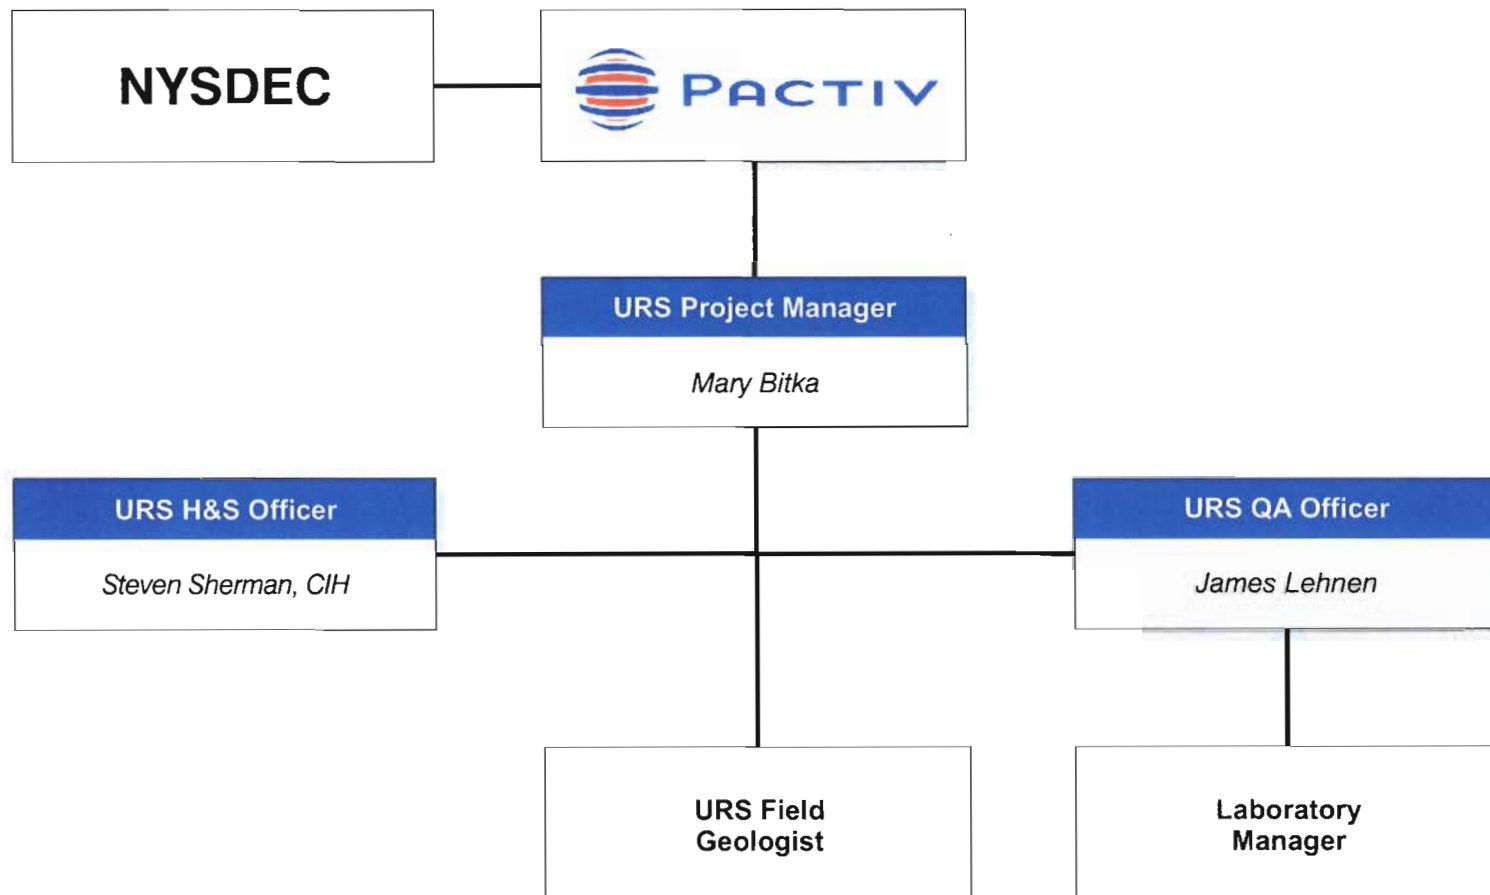 NYSDEC
PACTIV
URS Project Manager
Mary Bitka
URS H&S Officer
Steven Sherman, CIH
URS QA Officer
James Lehnen
URS Field
Geologist
Laboratory
Manager